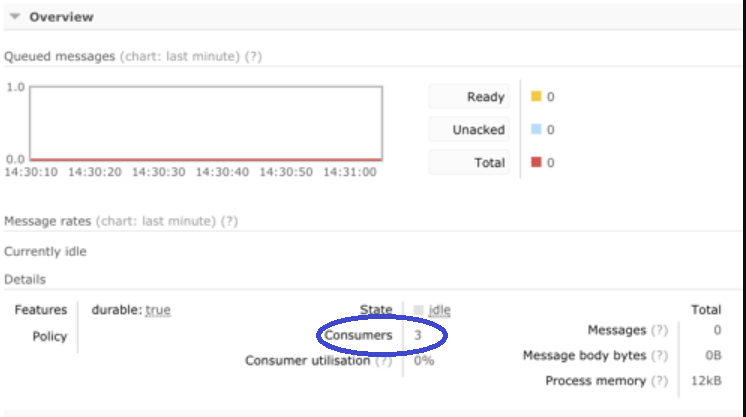 Overview
Queued messages (chart: last minute) (?)
1.0
0.0
14:30:10 14:30:20 14:30:30 14:30:40 14:30:50 14:31:00
Ready 0
Unacked 0
Total 0
Message rates (chart: last minute) (?)
Currently idle
Details
Features durable: true
Policy
State idle
Consumers 3
Consumer utilisation (?) 0%
Total
Messages (?) 0
Message body bytes (?) 0B
Process memory (?) 12kB